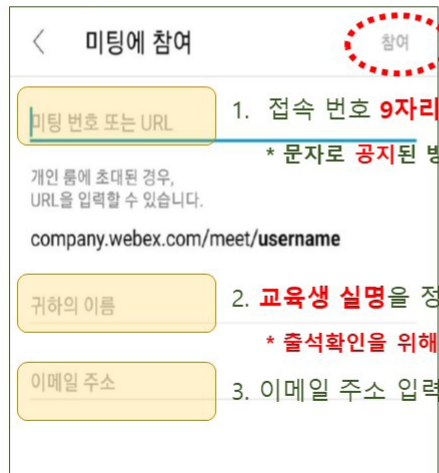 미팅에 참여
참여
미팅 번호 또는 URL
1. 접속 번호 9자리
* 문자로 공지된
개인 룸에 초대된 경우,
URL을 입력할 수 있습니다.
company.webex.com/meet/username
귀하의 이름
2. 교육생 실명을 정
* 출석확인을 위해
이메일 주소
3. 이메일 주소 입력